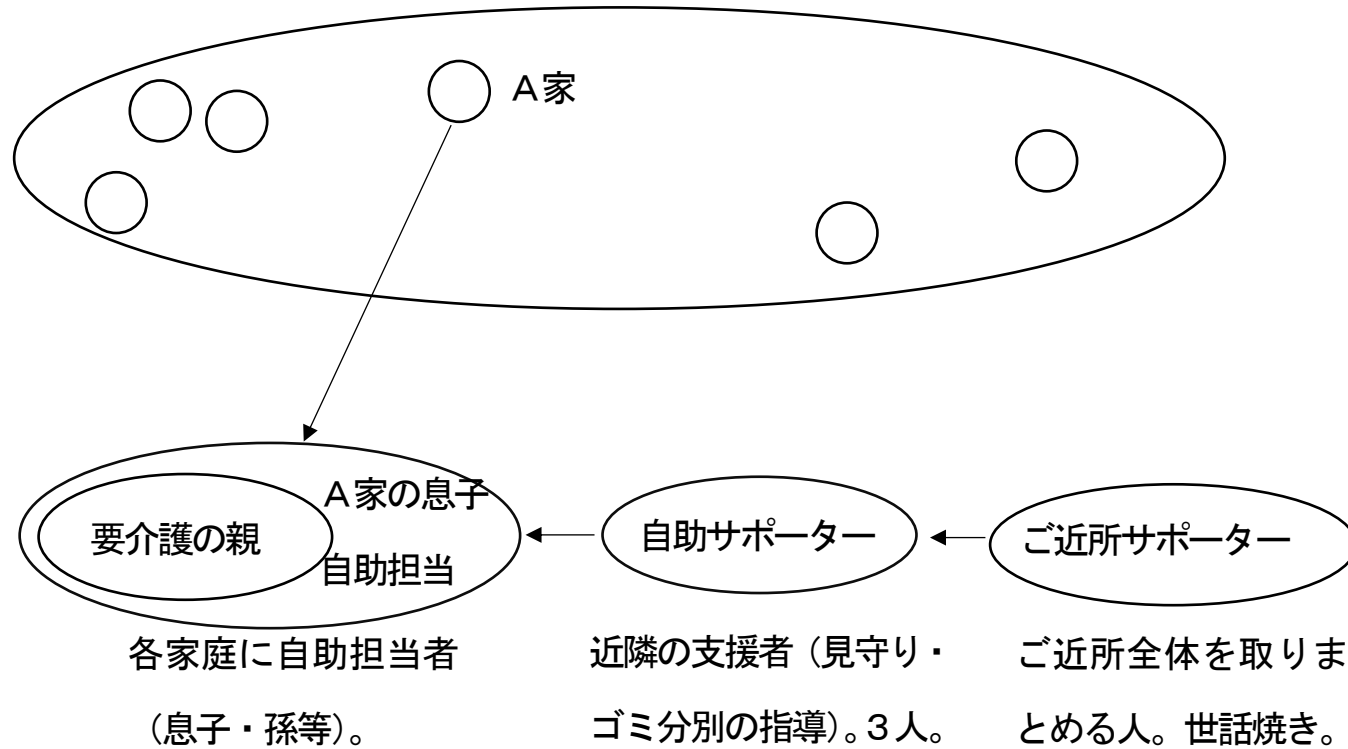 A家
A家の息子
要介護の親
自助担当
自助サポーター
ご近所サポーター
各家庭に自助担当者
(息子・孫等)。
近隣の支援者(見守り・
ゴミ分別の指導)。3人。
ご近所全体を取りま
とめる人。世話焼き。